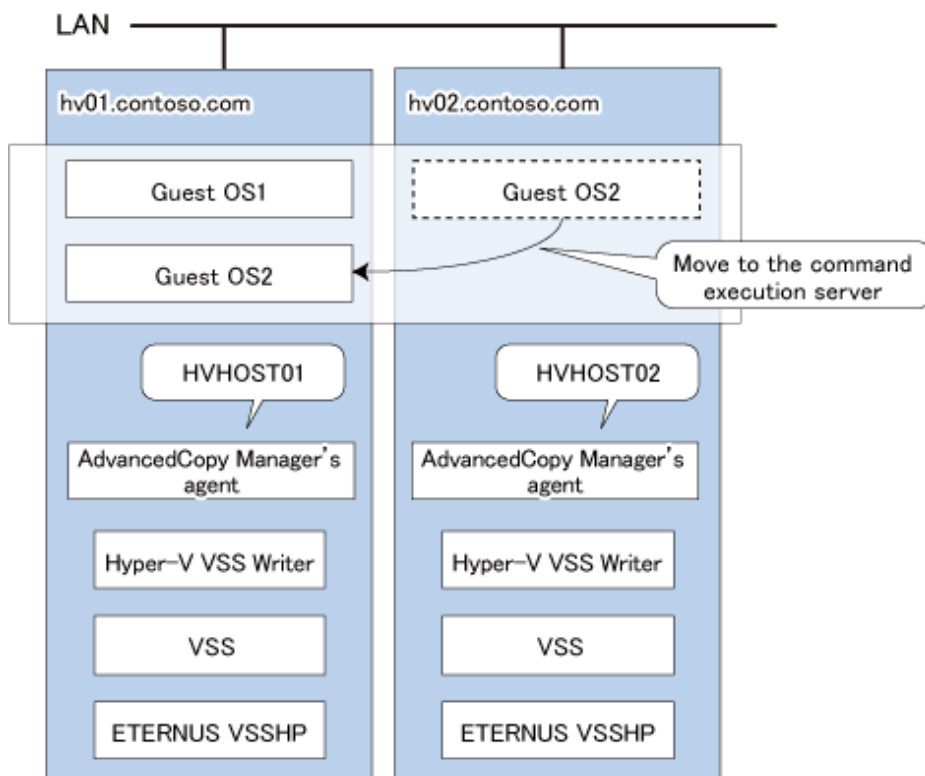 LAN
hv01.contoso.com
hv02.contoso.com
Guest OS1
Guest OS2
Guest OS2
Move to the command
execution server
HVHOST01
HVHOST02
AdvancedCopy Manager's
agent
AdvancedCopy Manager's
agent
Hyper-V VSS Writer
Hyper-V VSS Writer
VSS
VSS
ETERNUS VSSHP
ETERNUS VSSHP